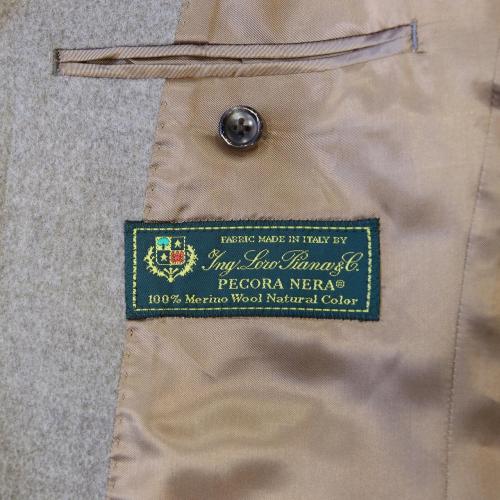 FABRIC MADE IN ITALY BY
Ing. Loro Piana & C.
PECORA NERA®
100% Merino Wool Natural Color